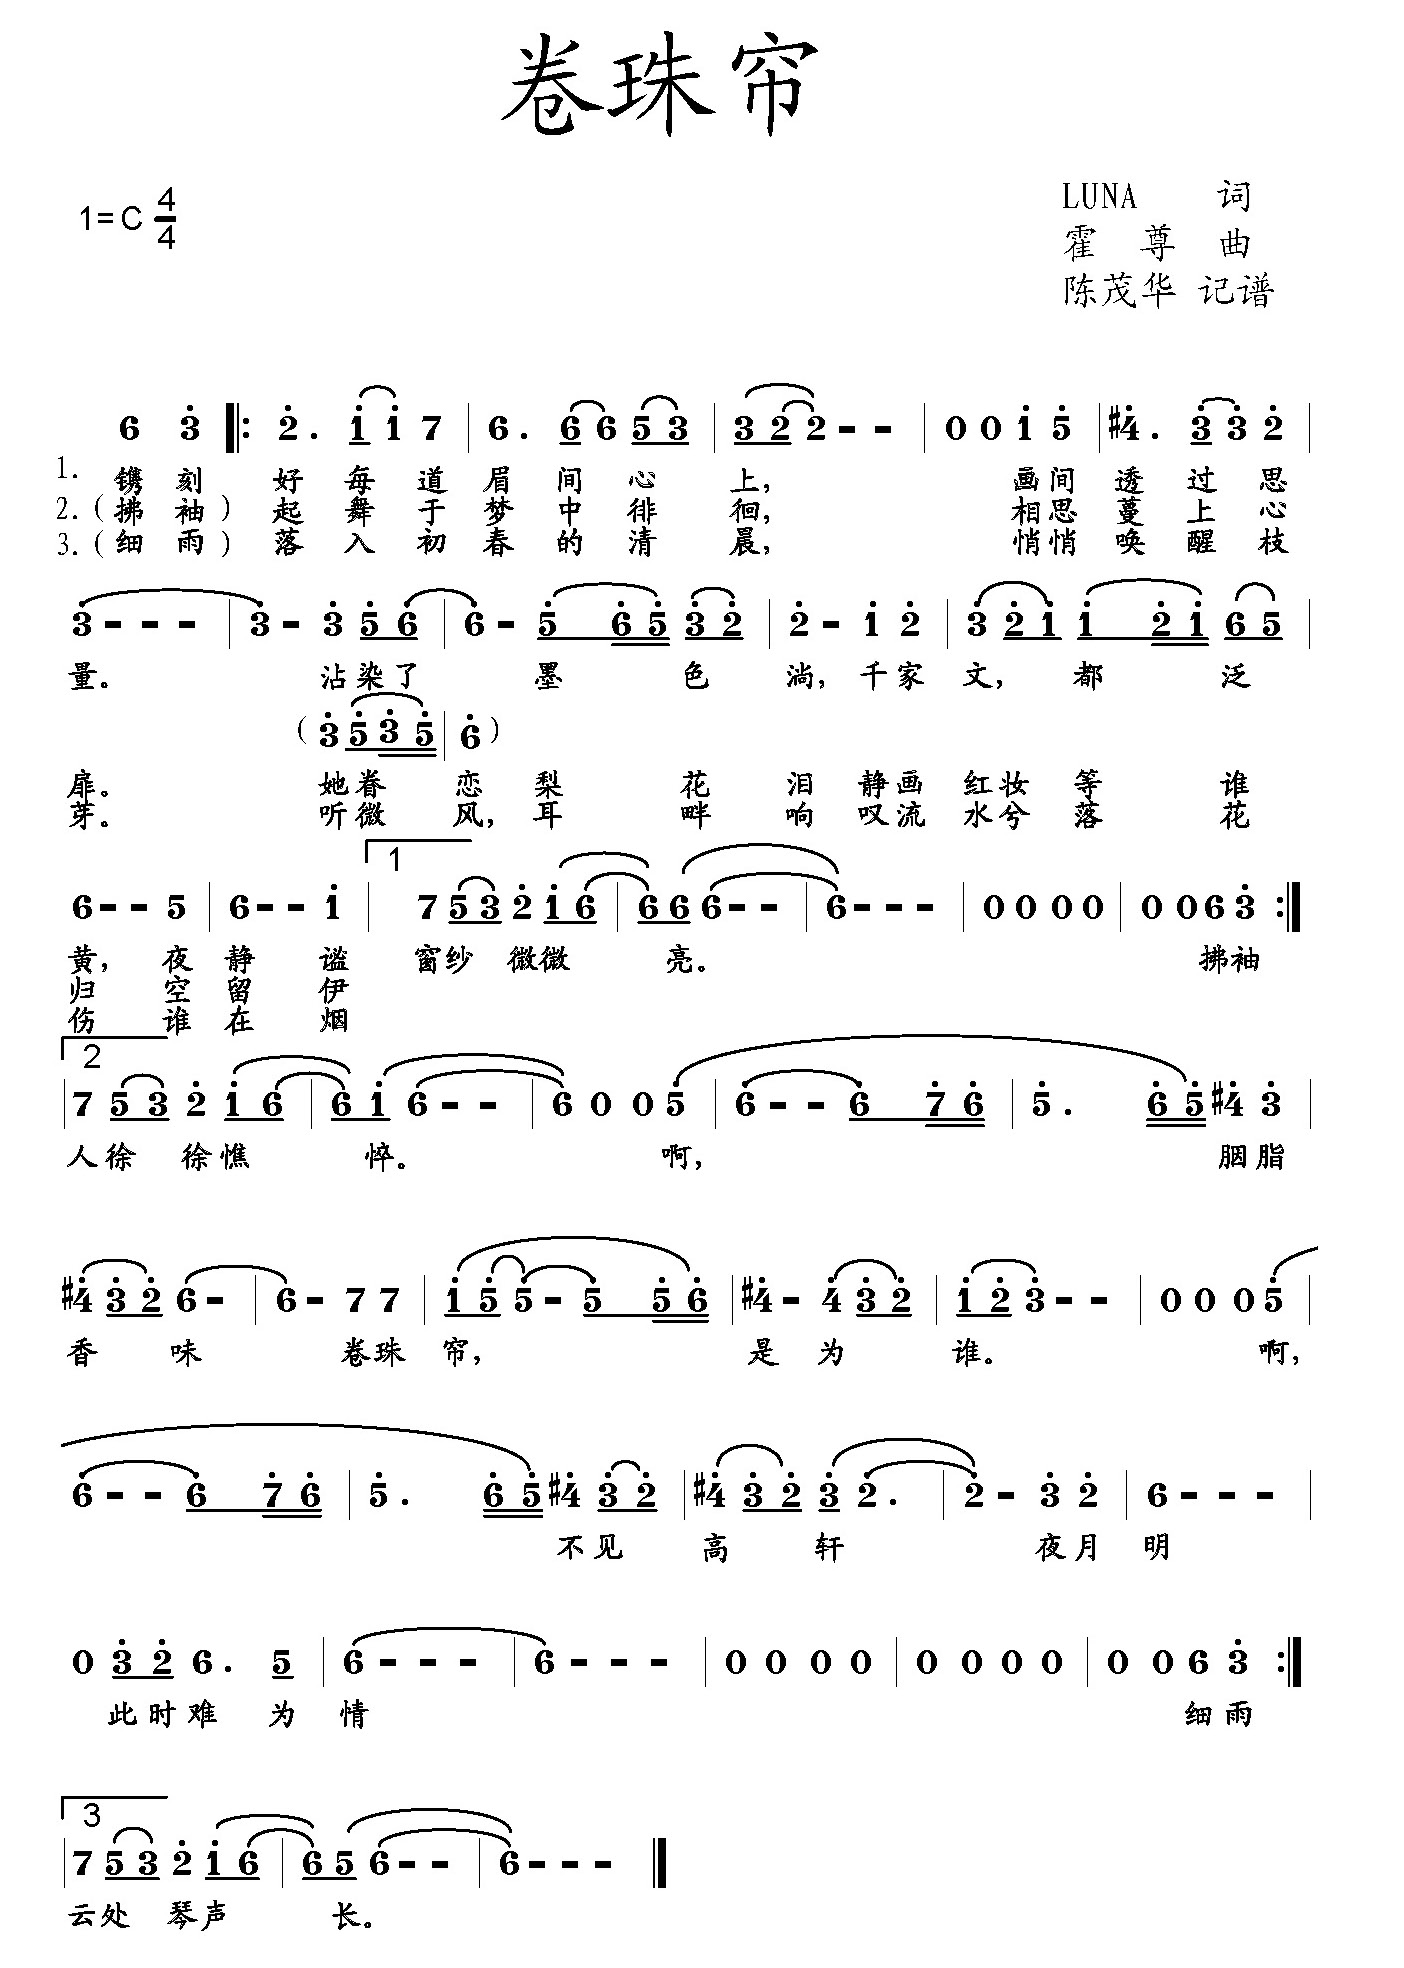 卷珠帘
1=C 4/4
LUNA 词
霍 尊 曲
陈茂华 记谱
6 3 2. 1 1 7 6. 6 6 5 3 3 2 2 - - 0 0 1 5 #4. 3 3 2
1. 镌 刻 好 每 道 眉 间 心 上, 画间 透 过 思
2.(拂 袖) 起 舞 于 梦 中 徘 徊, 相思 蔓 上 心
3.(细 雨) 落 入 初 春 的 清 晨, 悄悄 唤 醒 枝
3 - - - 3 - 3 5 6 6 - 5 6 5 3 2 2 - 1 2 3 2 1 1 2 1 6 5
量。 沾染了 墨 色 淌, 千家 文, 都 泛
(3 5 3 5 6)
扉。 她眷 恋 梨 花 泪 静画 红妆 等 谁
芽。 听微 风, 耳 畔 响 叹流 水兮 落 花
1
6 - - 5 6 - - 1 7 5 3 2 1 6 6 6 6 - - 6 - - - 0 0 0 0 0 0 6 3
黄, 夜 静 谧 窗纱 微微 亮。 拂袖
归 空 留 伊
伤 谁 在 烟
2
7 5 3 2 1 6 6 1 6 - - 6 0 0 5 6 - - 6 7 6 5. 6 5 #4 3
人徐 徐憔 悴。 啊, 胭脂
#4 3 2 6 - 6 - 7 7 1 5 5 - 5 5 6 #4 - 4 3 2 1 2 3 - - 0 0 0 5
香 味 卷珠 帘, 是 为 谁。 啊,
6 - - 6 7 6 5. 6 5 #4 3 2 #4 3 2 3 2. 2 - 3 2 6 - - -
不见 高 轩 夜月 明
0 3 2 6. 5 6 - - - 6 - - - 0 0 0 0 0 0 0 0 0 0 6 3
此时难 为 情 细雨
3
7 5 3 2 1 6 6 5 6 - - 6 - - -
云处 琴声 长。